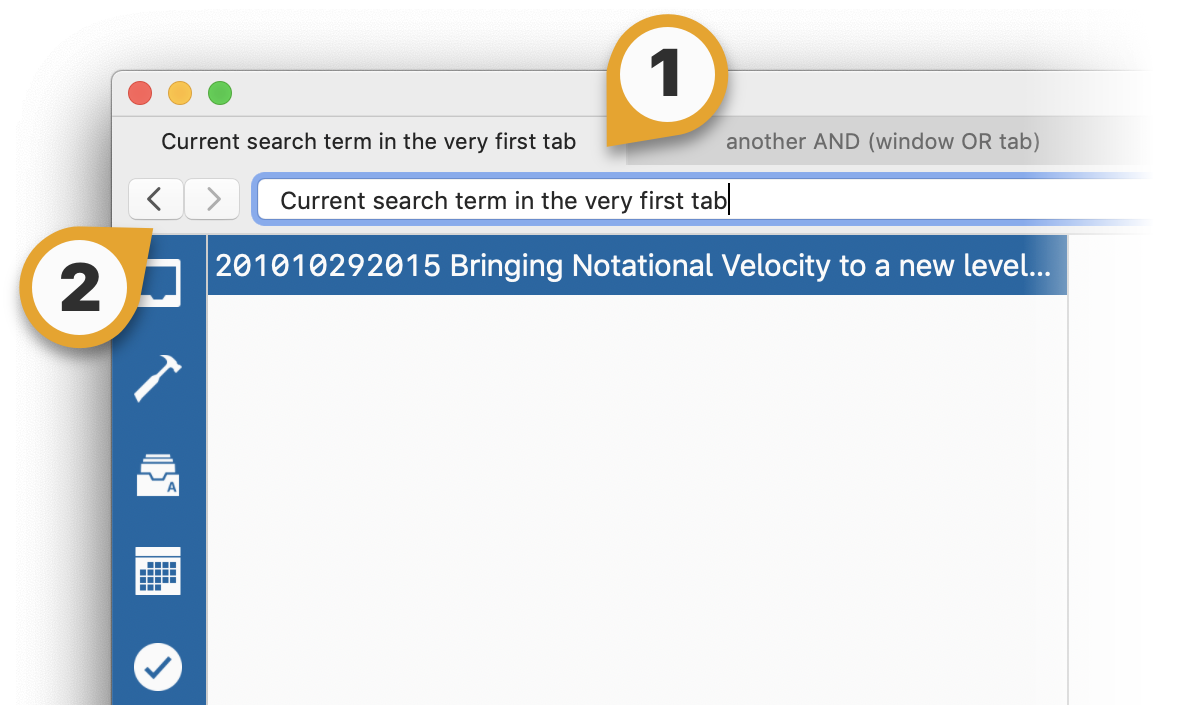 1
Current search term in the very first tab
another AND (window OR tab)
Current search term in the very first tab
2
201010292015 Bringing Notational Velocity to a new level...
A